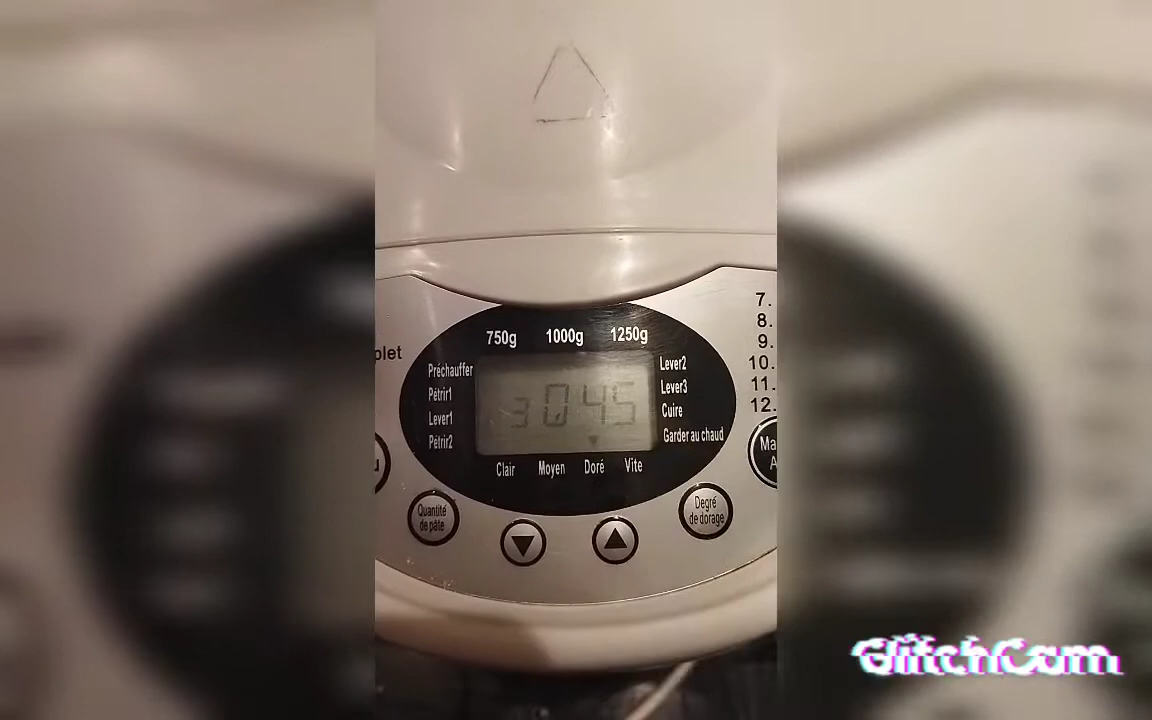 7.
8.
9.
10.
11.
12.
750g 1000g 1250g
Préchauffer
Pétrir1
Lever1
Pétrir2
3 0:45
Lever2
Lever3
Cuire
Garder au chaud
Clair Moyen Doré Vite
Quantité
de pâte
Degré
de dorage
GlitchCam